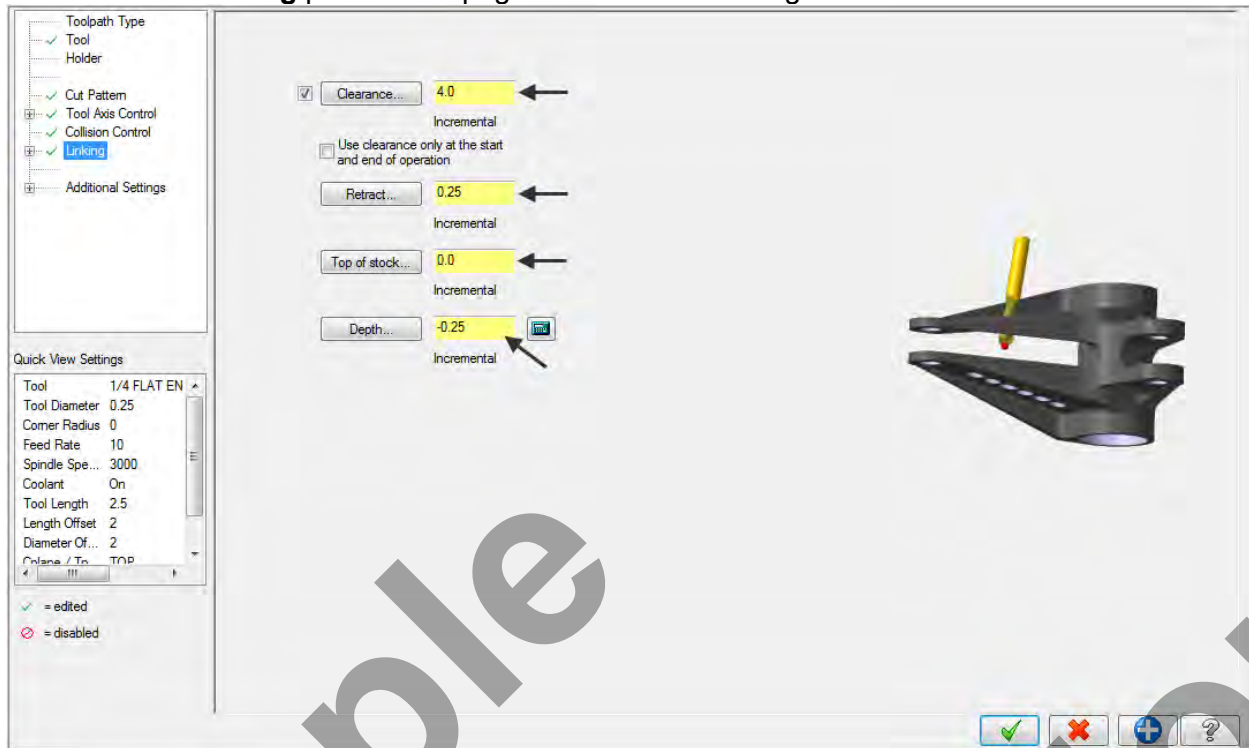 Toolpath Type
Tool
Holder
Cut Pattern
Tool Axis Control
Collision Control
Linking
Additional Settings
Clearance... 4.0
Incremental
Use clearance only at the start
and end of operation
Retract... 0.25
Incremental
Top of stock... 0.0
Incremental
Depth... -0.25
Incremental
Quick View Settings
Tool 1/4 FLAT EN
Tool Diameter 0.25
Corner Radius 0
Feed Rate 10
Spindle Spe... 3000
Coolant On
Tool Length 2.5
Length Offset 2
Diameter Of... 2
Cplane / Tp... TOP
= edited
= disabled
ple